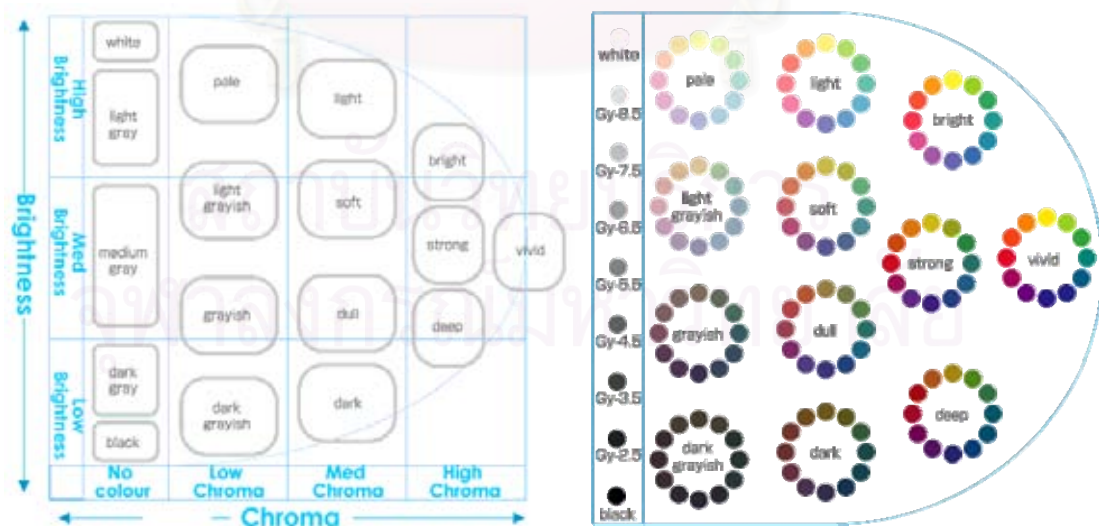 Brightness
High
Brightness
Med
Brightness
Low
Brightness
white
light
gray
medium
gray
dark
gray
black
pale
light
grayish
grayish
dark
grayish
light
soft
dull
dark
bright
strong
deep
vivid
No
colour
Low
Chroma
Med
Chroma
High
Chroma
Chroma
white
Gy-8.5
Gy-7.5
Gy-6.5
Gy-5.5
Gy-4.5
Gy-3.5
Gy-2.5
black
pale
light
grayish
grayish
dark
grayish
light
soft
dull
dark
bright
strong
deep
vivid